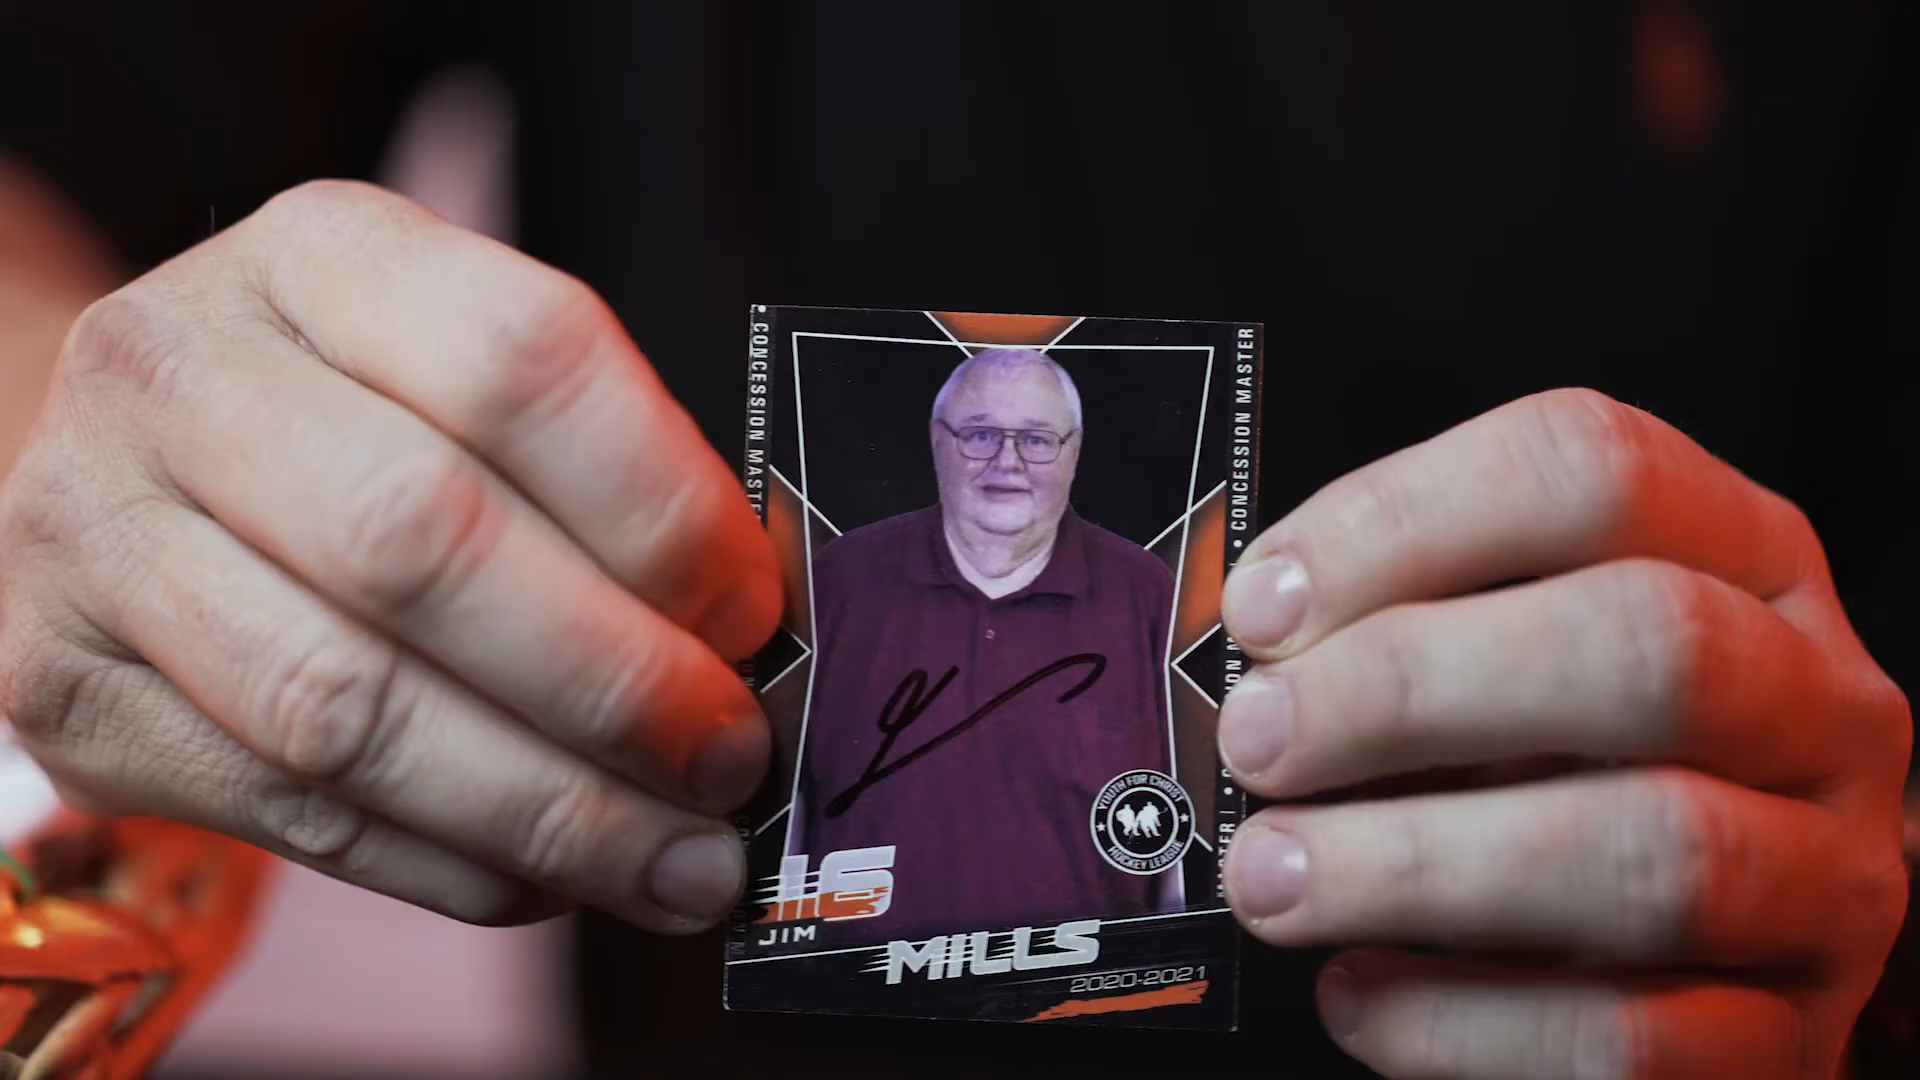 • CONCESSION MASTER
• CONCESSION MASTER
YOUTH FOR CHRIST
HOCKEY LEAGUE
16
JIM
MILLS
2020-2021